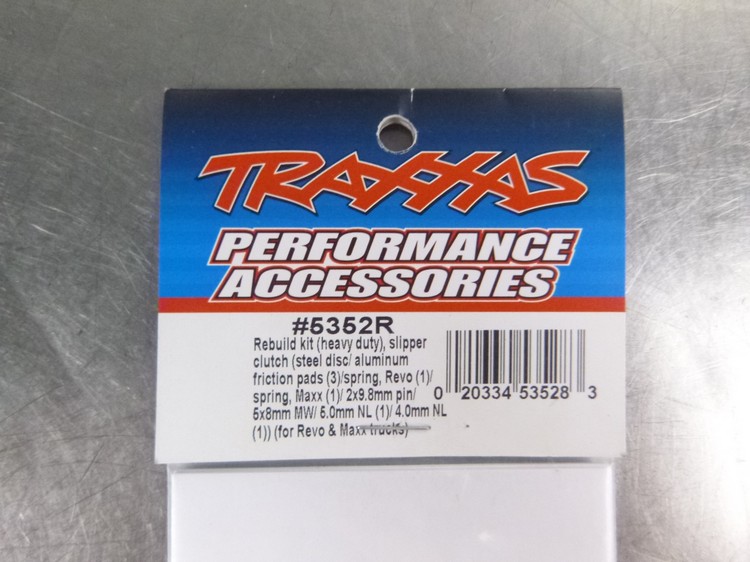 TRAXXAS
PERFORMANCE
ACCESSORIES
#5352R
Rebuild kit (heavy duty), slipper
clutch (steel disc/ aluminum
friction pads (3)/spring, Revo (1)/
spring, Maxx (1)/ 2x9.8mm pin/
5x8mm MW/ 5.0mm NL (1)/ 4.0mm NL
(1)) (for Revo & Maxx trucks)
0 20334 53528 3